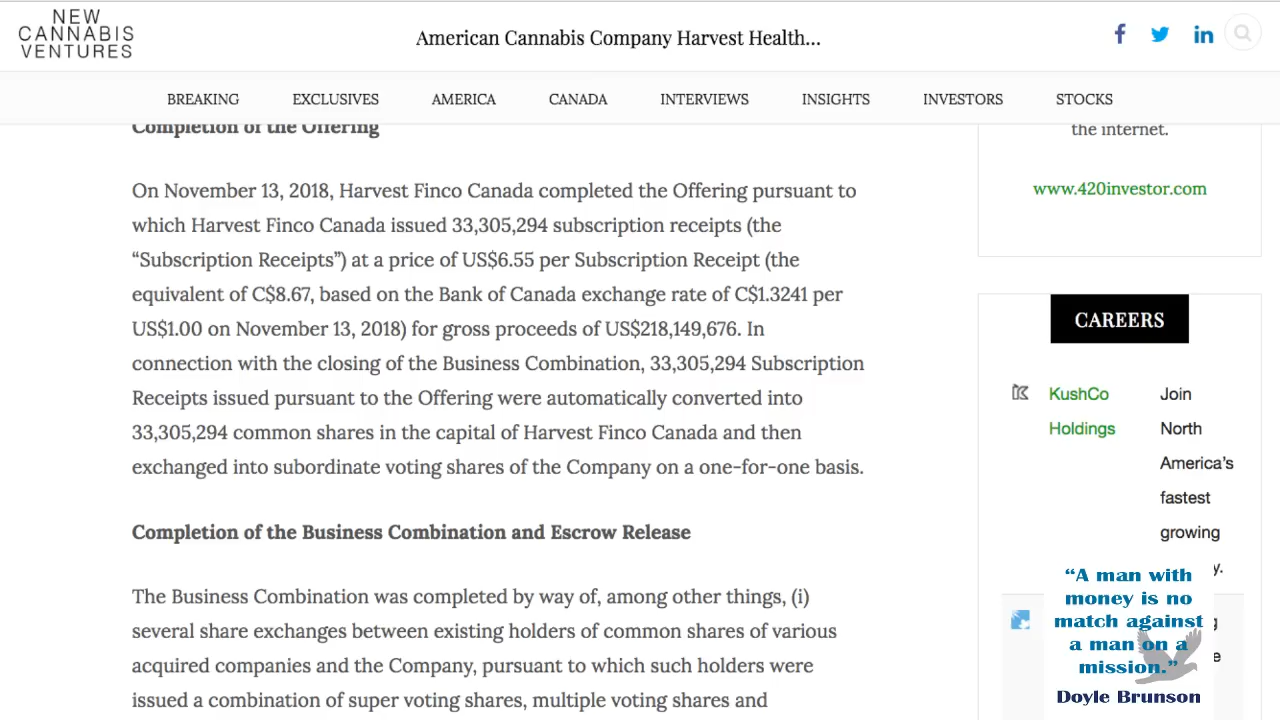 NEW
CANNABIS
VENTURES
American Cannabis Company Harvest Health...
BREAKING EXCLUSIVES AMERICA CANADA INTERVIEWS INSIGHTS INVESTORS STOCKS
Completion of the Offering
On November 13, 2018, Harvest Finco Canada completed the Offering pursuant to
which Harvest Finco Canada issued 33,305,294 subscription receipts (the
“Subscription Receipts”) at a price of US$6.55 per Subscription Receipt (the
equivalent of C$8.67, based on the Bank of Canada exchange rate of C$1.3241 per
US$1.00 on November 13, 2018) for gross proceeds of US$218,149,676. In
connection with the closing of the Business Combination, 33,305,294 Subscription
Receipts issued pursuant to the Offering were automatically converted into
33,305,294 common shares in the capital of Harvest Finco Canada and then
exchanged into subordinate voting shares of the Company on a one-for-one basis.
Completion of the Business Combination and Escrow Release
The Business Combination was completed by way of, among other things, (i)
several share exchanges between existing holders of common shares of various
acquired companies and the Company, pursuant to which such holders were
issued a combination of super voting shares, multiple voting shares and
the internet.
www.420investor.com
CAREERS
KushCo
Holdings
Join
North
America’s
fastest
growing
“A man with
money is no
match against
a man on a
mission.”
Doyle Brunson